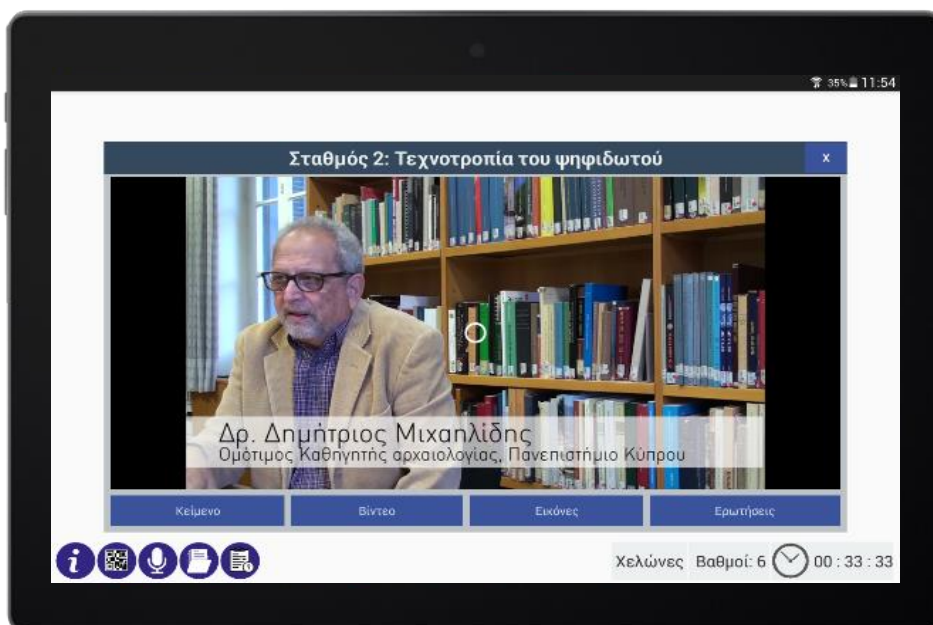 35% 11:54
Σταθμός 2: Τεχνοτροπία του ψηφιδωτού
x
Δρ. Δημήτριος Μιχαηλίδης
Ομότιμος Καθηγητής αρχαιολογίας, Πανεπιστήμιο Κύπρου
Κείμενο Βίντεο Εικόνες Ερωτήσεις
i Χελώνες Βαθμοί: 6 00 : 33 : 33